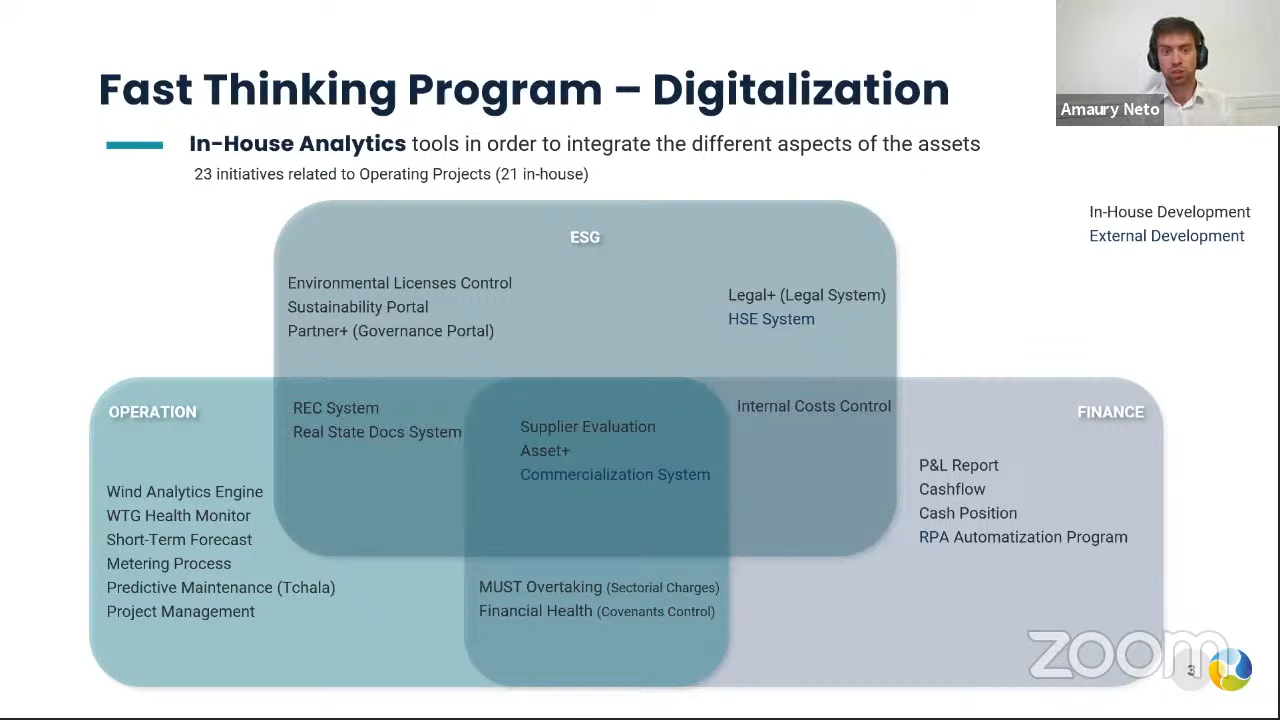 Fast Thinking Program – Digitalization
In-House Analytics tools in order to integrate the different aspects of the assets
23 initiatives related to Operating Projects (21 in-house)
Amaury Neto
In-House Development
External Development
ESG
Environmental Licenses Control
Sustainability Portal
Partner+ (Governance Portal)
Legal+ (Legal System)
HSE System
OPERATION
REC System
Real State Docs System
Supplier Evaluation
Asset+
Commercialization System
Internal Costs Control
FINANCE
Wind Analytics Engine
WTG Health Monitor
Short-Term Forecast
Metering Process
Predictive Maintenance (Tchala)
Project Management
P&L Report
Cashflow
Cash Position
RPA Automatization Program
MUST Overtaking (Sectorial Charges)
Financial Health (Covenants Control)
zoom
3